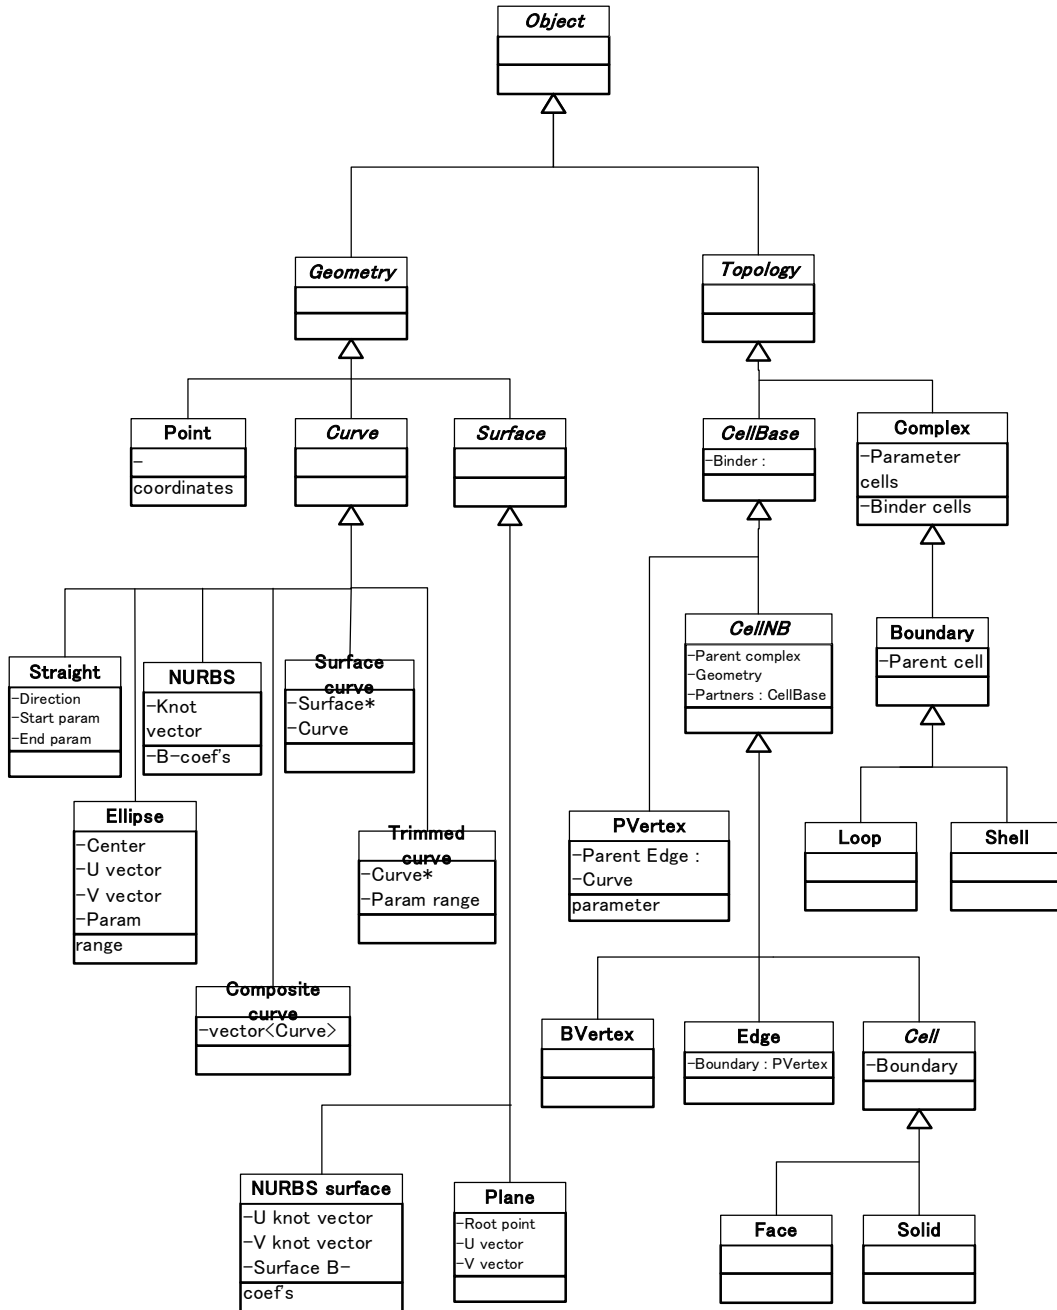 Object
Geometry
Topology
Point
-
coordinates
Curve
Surface
CellBase
-Binder :
Complex
-Parameter
cells
-Binder cells
Straight
-Direction
-Start param
-End param
NURBS
-Knot
vector
-B-coef's
Surface
curve
-Surface*
-Curve
CellNB
-Parent complex
-Geometry
-Partners : CellBase
Boundary
-Parent cell
Ellipse
-Center
-U vector
-V vector
-Param
range
Trimmed
curve
-Curve*
-Param range
PVertex
-Parent Edge :
-Curve
parameter
Loop
Shell
Composite
curve
-vector<Curve>
BVertex
Edge
-Boundary : PVertex
Cell
-Boundary
NURBS surface
-U knot vector
-V knot vector
-Surface B-
coef's
Plane
-Root point
-U vector
-V vector
Face
Solid